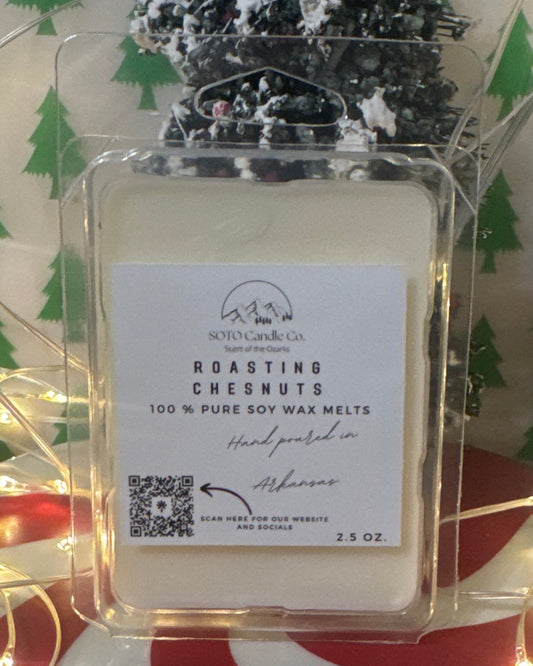 SOTO Candle Co.
Scent of the Ozarks
ROASTING
CHESNUTS
100 % PURE SOY WAX MELTS
Hand poured in
Arkansas
SCAN HERE FOR OUR WEBSITE
AND SOCIALS
2.5 OZ.